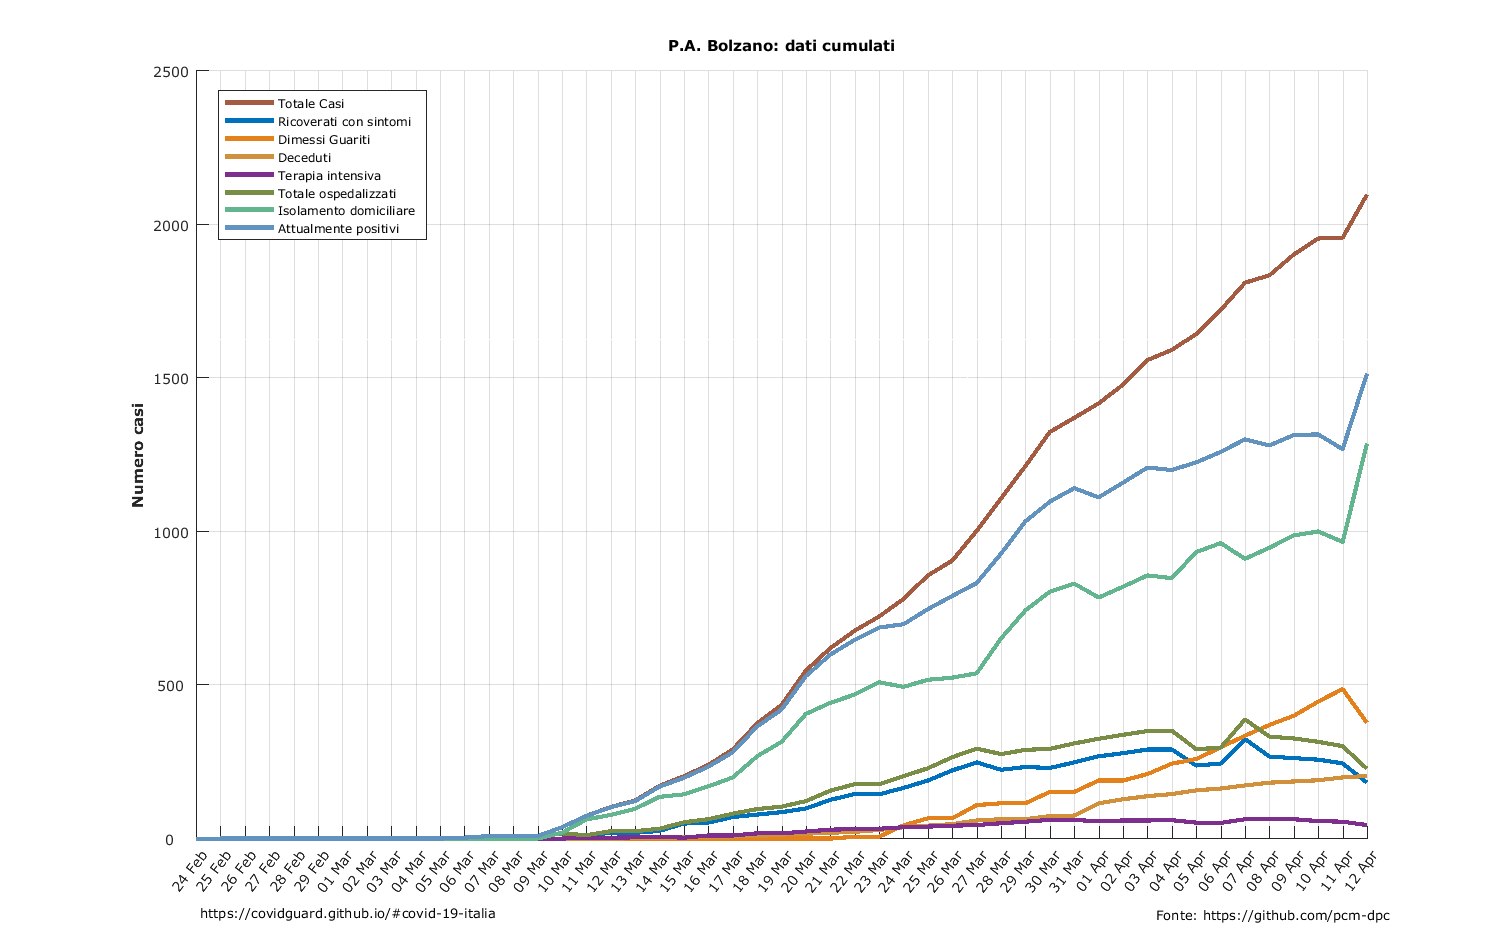 P.A. Bolzano: dati cumulati
2500
2000
1500
1000
500
0
Numero casi
Totale Casi
Ricoverati con sintomi
Dimessi Guariti
Deceduti
Terapia intensiva
Totale ospedalizzati
Isolamento domiciliare
Attualmente positivi
24 Feb
25 Feb
26 Feb
27 Feb
28 Feb
29 Feb
01 Mar
02 Mar
03 Mar
04 Mar
05 Mar
06 Mar
07 Mar
08 Mar
09 Mar
10 Mar
11 Mar
12 Mar
13 Mar
14 Mar
15 Mar
16 Mar
17 Mar
18 Mar
19 Mar
20 Mar
21 Mar
22 Mar
23 Mar
24 Mar
25 Mar
26 Mar
27 Mar
28 Mar
29 Mar
30 Mar
31 Mar
01 Apr
02 Apr
03 Apr
04 Apr
05 Apr
06 Apr
07 Apr
08 Apr
09 Apr
10 Apr
11 Apr
12 Apr
https://covidguard.github.io/#covid-19-italia
Fonte: https://github.com/pcm-dpc